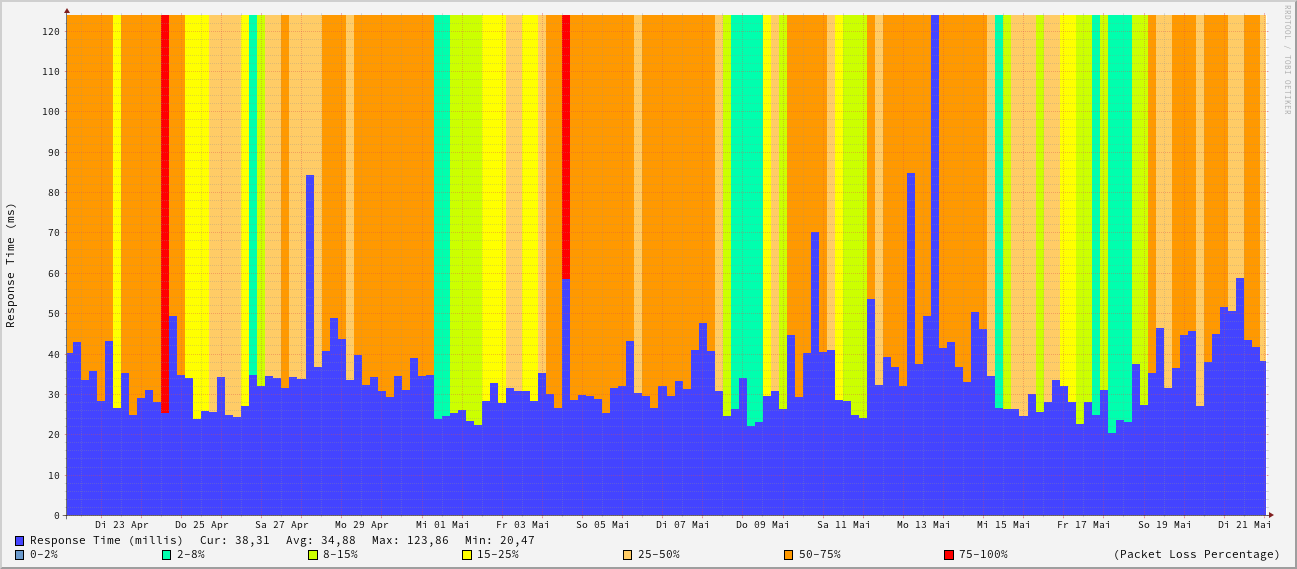 RRDTOOL / TOBI OETIKER
Response Time (ms)
120
110
100
90
80
70
60
50
40
30
20
10
0
Di 23 Apr Do 25 Apr Sa 27 Apr Mo 29 Apr Mi 01 Mai Fr 03 Mai So 05 Mai Di 07 Mai Do 09 Mai Sa 11 Mai Mo 13 Mai Mi 15 Mai Fr 17 Mai So 19 Mai Di 21 Mai
Response Time (millis) Cur: 38,31 Avg: 34,88 Max: 123,86 Min: 20,47
0-2% 2-8% 8-15% 15-25% 25-50% 50-75% 75-100% (Packet Loss Percentage)